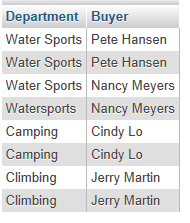 Department Buyer
Water Sports Pete Hansen
Water Sports Pete Hansen
Water Sports Nancy Meyers
Watersports Nancy Meyers
Camping Cindy Lo
Camping Cindy Lo
Climbing Jerry Martin
Climbing Jerry Martin